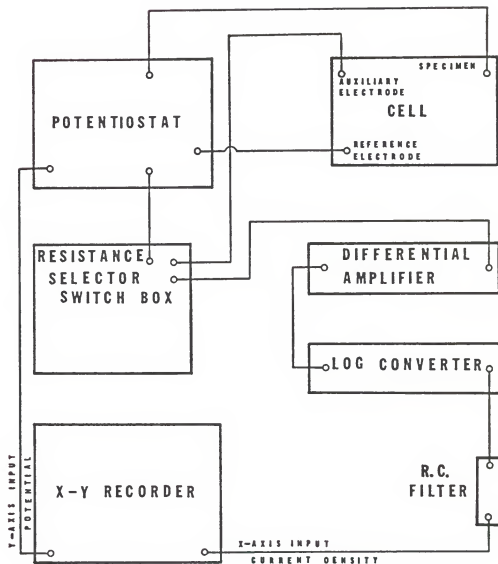 SPECIMEN
AUXILIARY
ELECTRODE
CELL
POTENTIOSTAT
REFERENCE
ELECTRODE
RESISTANCE
SELECTOR
SWITCH BOX
DIFFERENTIAL
AMPLIFIER
LOG CONVERTER
R.C.
FILTER
X-Y RECORDER
Y-AXIS INPUT
POTENTIAL
X-AXIS INPUT
CURRENT DENSITY